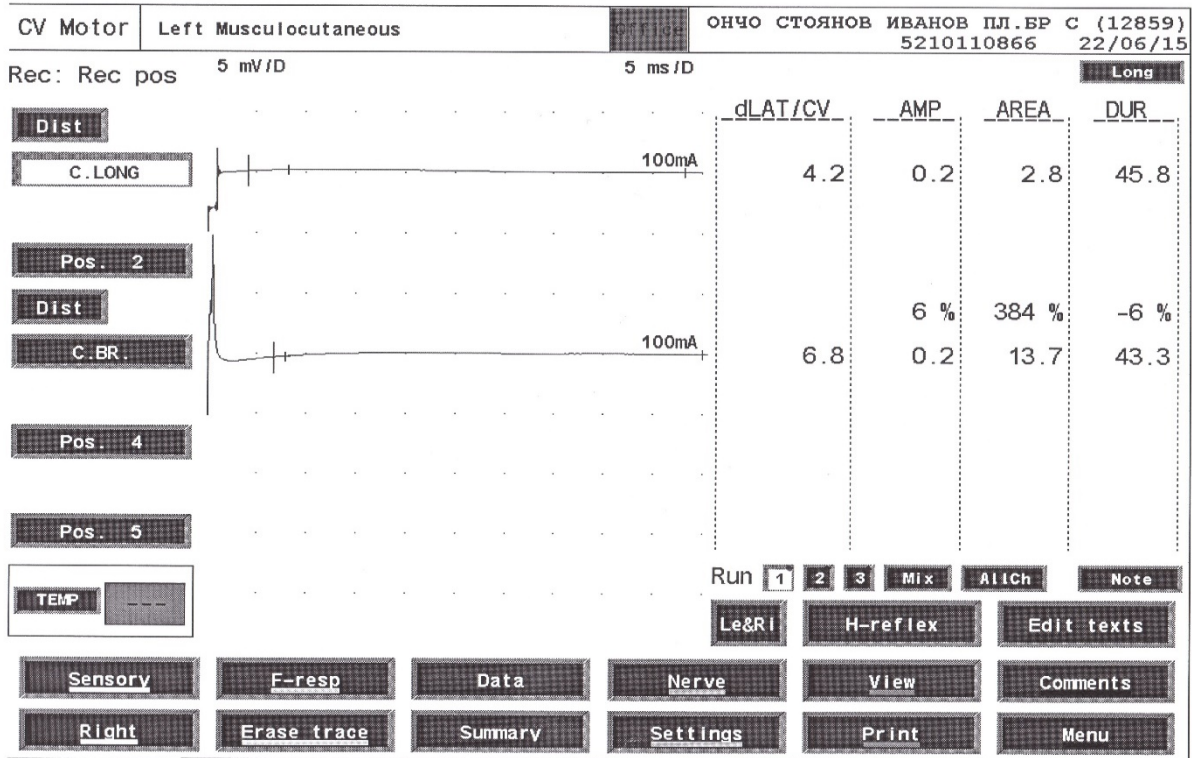 CV Motor Left Musculocutaneous Office ОНЧО СТОЯНОВ ИВАНОВ ПЛ.БР С (12859)
5210110866 22/06/15
Rec: Rec pos 5 mV/D 5 ms/D Long
dLAT/CV AMP AREA DUR
Dist
C.LONG 100mA 4.2 0.2 2.8 45.8
Pos. 2
Dist 6 % 384 % -6 %
C.BR. 100mA 6.8 0.2 13.7 43.3
Pos. 4
Pos. 5
Run 1 2 3 Mix AllCh Note
TEMP ---
Le&Ri H-reflex Edit texts
Sensory F-resp Data Nerve View Comments
Right Erase trace Summary Settings Print Menu